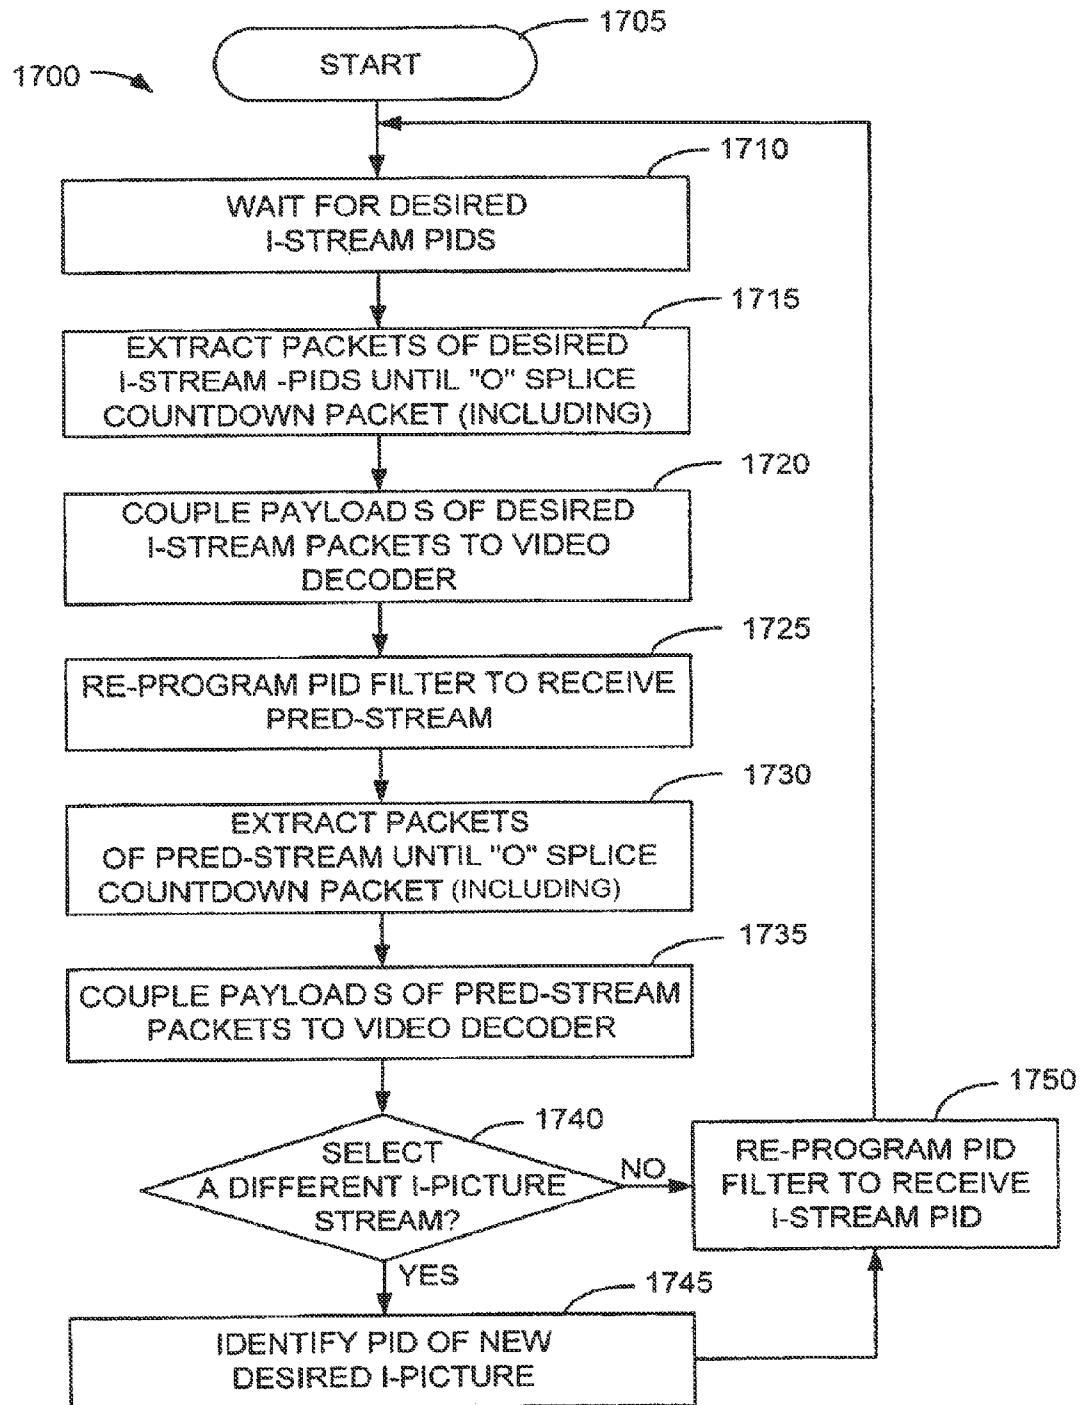 1705
START
1700
1710
WAIT FOR DESIRED
I-STREAM PIDS
1715
EXTRACT PACKETS OF DESIRED
I-STREAM -PIDS UNTIL "O" SPLICE
COUNTDOWN PACKET (INCLUDING)
1720
COUPLE PAYLOAD S OF DESIRED
I-STREAM PACKETS TO VIDEO
DECODER
1725
RE-PROGRAM PID FILTER TO RECEIVE
PRED-STREAM
1730
EXTRACT PACKETS
OF PRED-STREAM UNTIL "O" SPLICE
COUNTDOWN PACKET (INCLUDING)
1735
COUPLE PAYLOAD S OF PRED-STREAM
PACKETS TO VIDEO DECODER
1740
SELECT
A DIFFERENT I-PICTURE
STREAM?
NO
1750
RE-PROGRAM PID
FILTER TO RECEIVE
I-STREAM PID
YES
1745
IDENTIFY PID OF NEW
DESIRED I-PICTURE